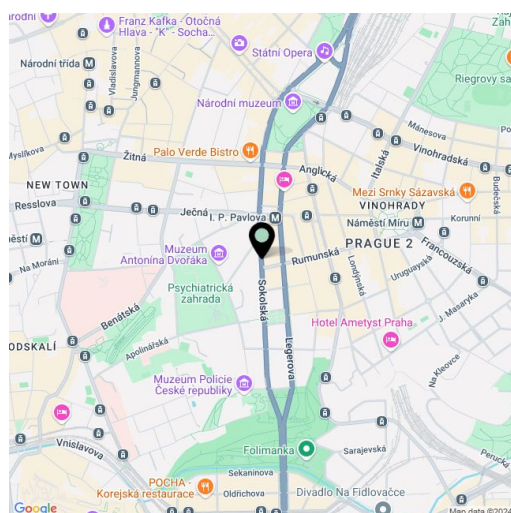 Národní
Franz Kafka - Otočná
Hlava - "K" - Socha...
Státní Opera
Národní třída
Vladislavova
Jungmannova
Riegrovy sa
Národní muzeum
Mánesova
Vinohradská
Myslíkova
Žitná
Palo Verde Bistro
Anglická
Italská
NEW TOWN
Mezi Srnky Sázavská
Resslova
Ječná
I. P. Pavlova
VINOHRADY
Náměstí Míru
Korunní
Budečská
Na Moráni
Muzeum
Antonína Dvořáka
PRAGUE 2
Rumunská
Londýnská
Uruguayská
Francouzská
J. Masaryka
Psychiatrická
zahrada
Benátská
Sokolská
Legerova
Hotel Ametyst Praha
ODSKALÍ
Apolinářská
Na Kleovce
Muzeum Policie
České republiky
Vnislavova
Folimanka
Sarajevská
Perucká
Sekaninova
POCHA -
Korejská restaurace
Oldřichova
Divadlo Na Fidlovačce
Google
Map data ©2024